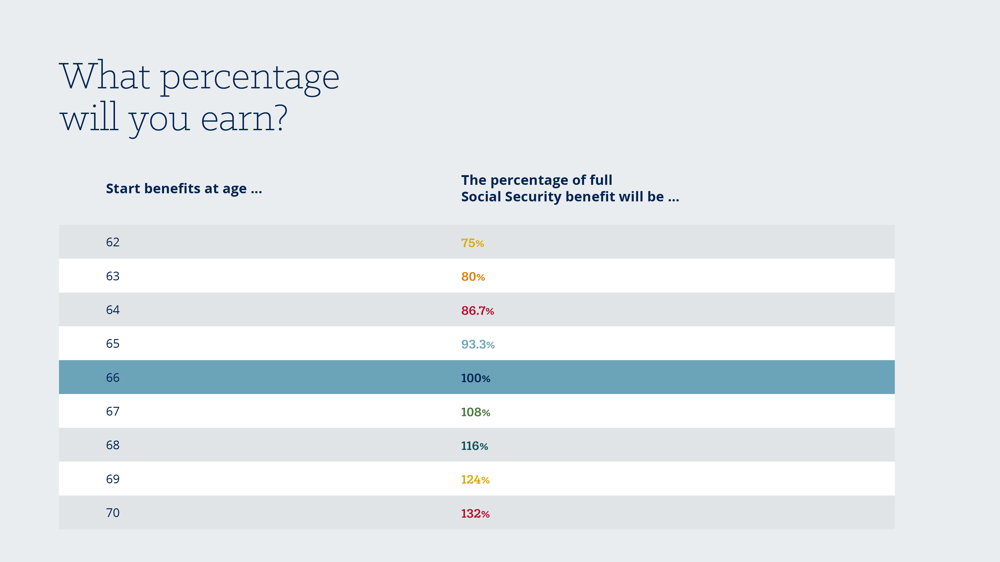 What percentage
will you earn?
Start benefits at age ...
The percentage of full
Social Security benefit will be ...
62 75%
63 80%
64 86.7%
65 93.3%
66 100%
67 108%
68 116%
69 124%
70 132%